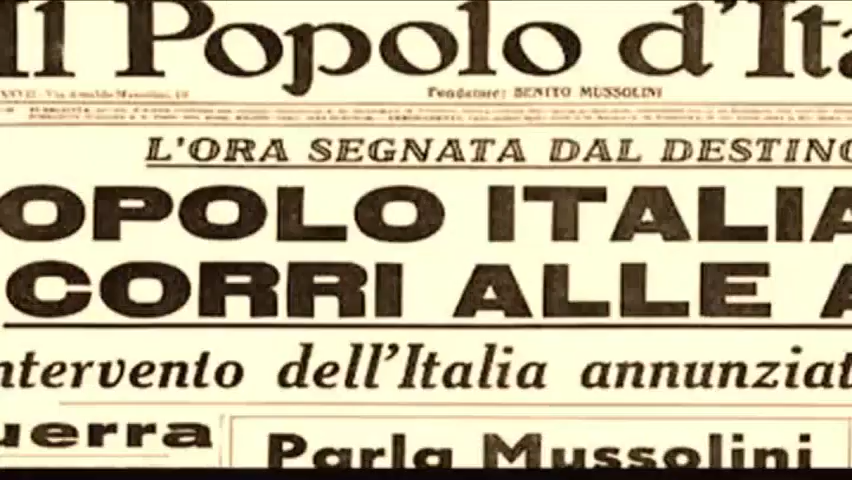 Il Popolo d'Ita
Fondatore: BENITO MUSSOLINI
L'ORA SEGNATA DAL DESTINO
OPOLO ITALIA
CORRI ALLE A
ntervento dell'Italia annunziat
uerra
Parla Mussolini